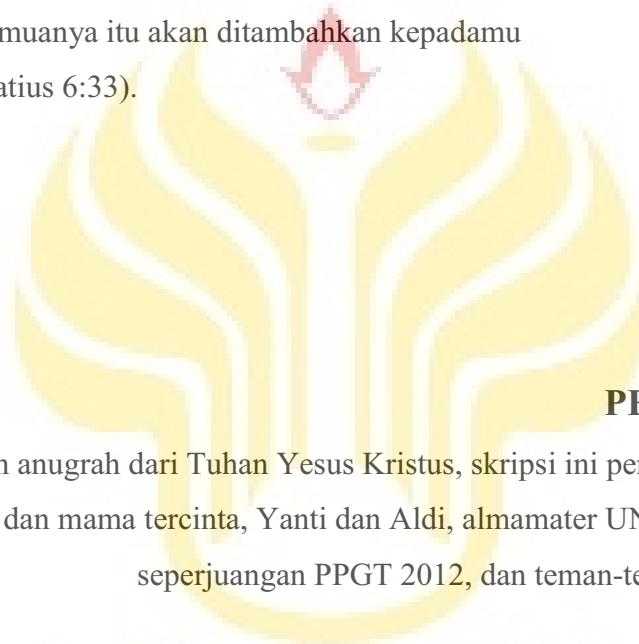 muanya itu akan ditambahkan kepadamu
atius 6:33).
PE
anugrah dari Tuhan Yesus Kristus, skripsi ini per
dan mama tercinta, Yanti dan Aldi, almamater UN
seperjuangan PPGT 2012, dan teman-te